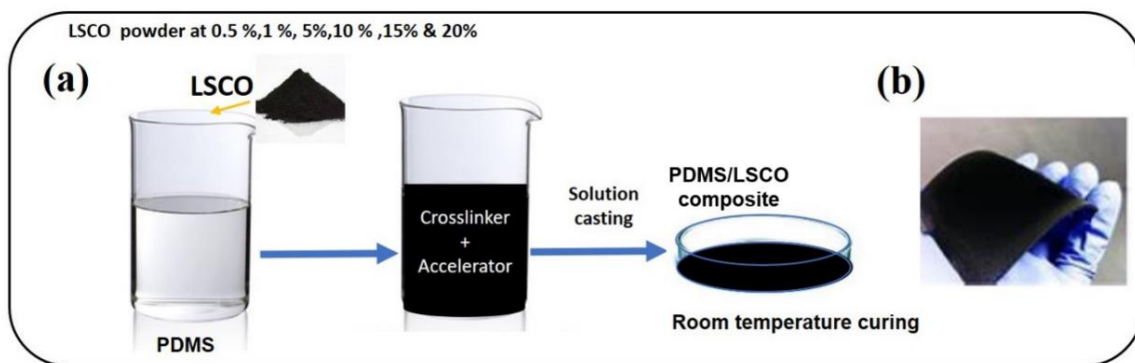 LSCO powder at 0.5 %,1 %, 5%,10 % ,15% & 20%
(a)
LSCO
PDMS
Crosslinker
+
Accelerator
Solution
casting
PDMS/LSCO
composite
Room temperature curing
(b)